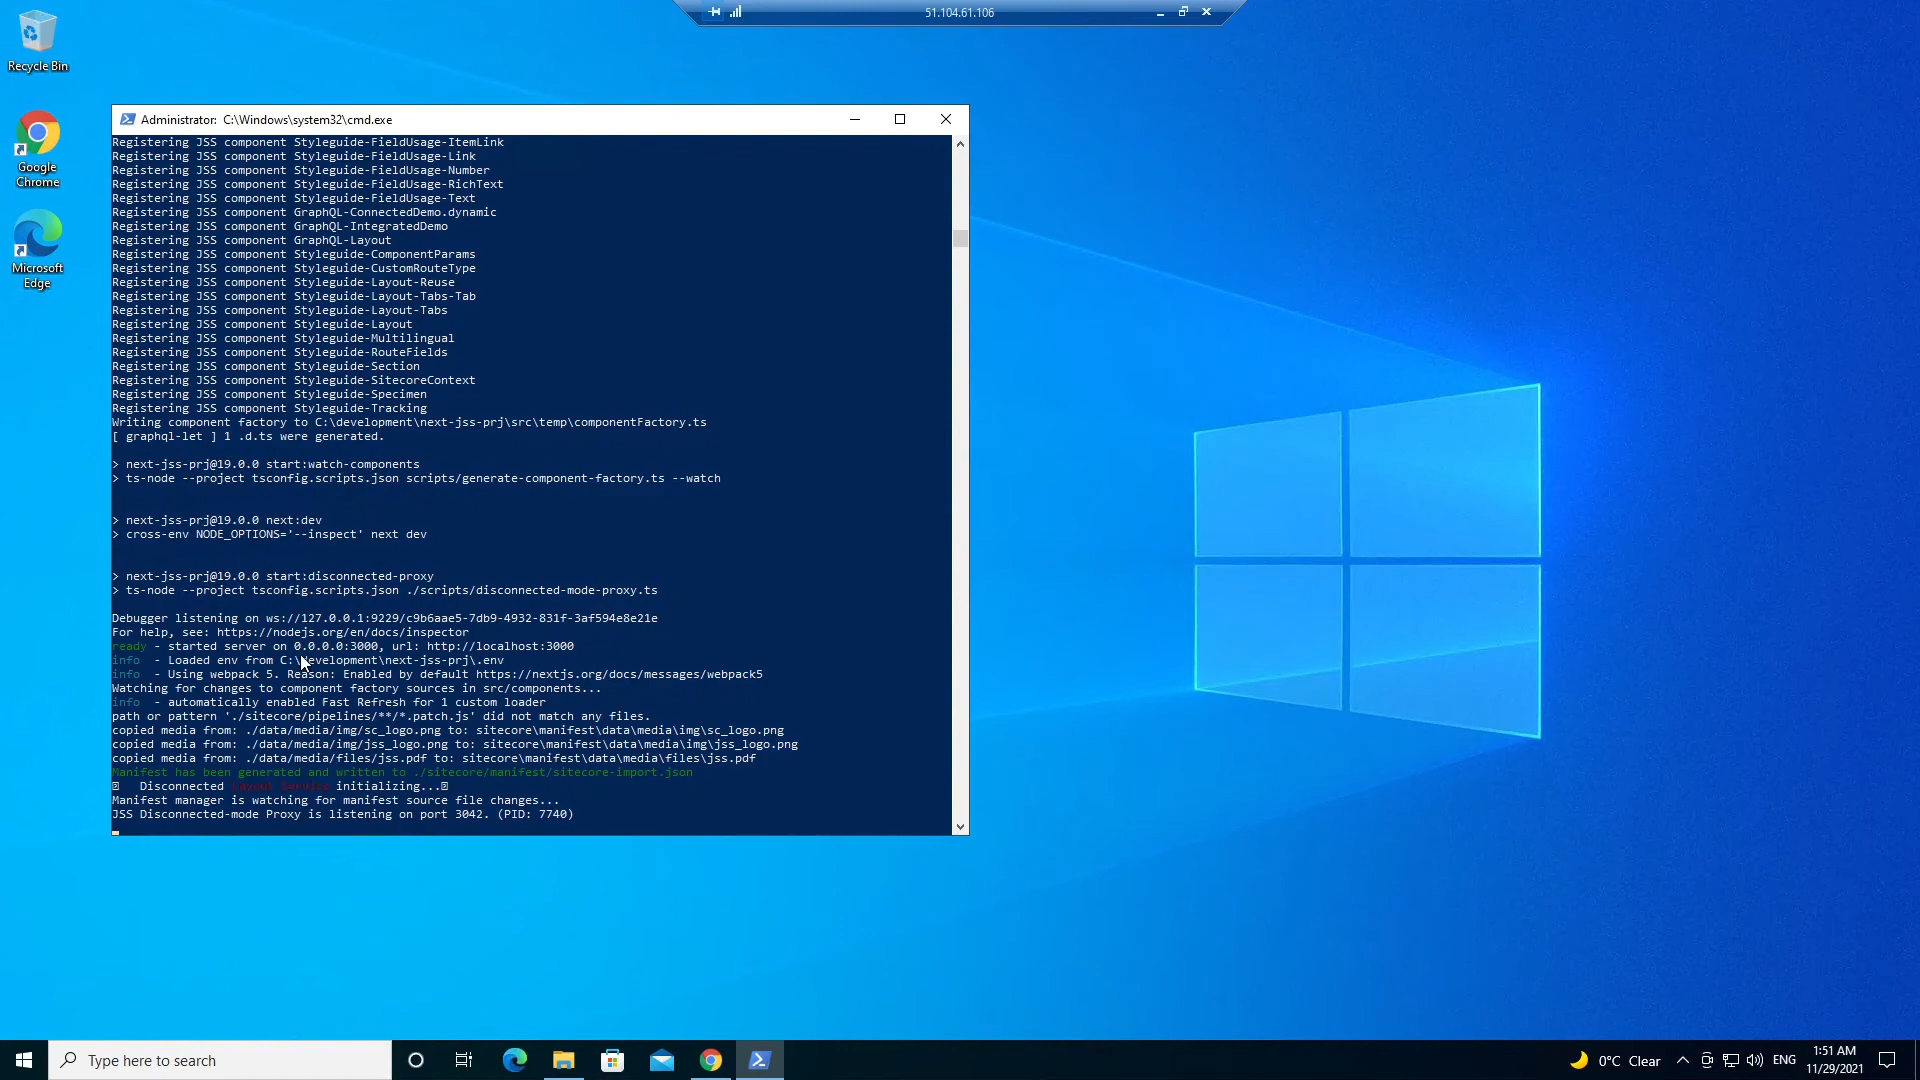 51.104.61.106
Recycle Bin
Google
Chrome
Microsoft
Edge
Administrator: C:\Windows\system32\cmd.exe
Registering JSS component Styleguide-FieldUsage-ItemLink
Registering JSS component Styleguide-FieldUsage-Link
Registering JSS component Styleguide-FieldUsage-Number
Registering JSS component Styleguide-FieldUsage-RichText
Registering JSS component Styleguide-FieldUsage-Text
Registering JSS component GraphQL-ConnectedDemo.dynamic
Registering JSS component GraphQL-IntegratedDemo
Registering JSS component GraphQL-Layout
Registering JSS component Styleguide-ComponentParams
Registering JSS component Styleguide-CustomRouteType
Registering JSS component Styleguide-Layout-Reuse
Registering JSS component Styleguide-Layout-Tabs-Tab
Registering JSS component Styleguide-Layout-Tabs
Registering JSS component Styleguide-Layout
Registering JSS component Styleguide-Multilingual
Registering JSS component Styleguide-RouteFields
Registering JSS component Styleguide-Section
Registering JSS component Styleguide-SitecoreContext
Registering JSS component Styleguide-Specimen
Registering JSS component Styleguide-Tracking
Writing component factory to C:\development\next-jss-prj\src\temp\componentFactory.ts
[ graphql-let ] 1 .d.ts were generated.
> next-jss-prj@19.0.0 start:watch-components
> ts-node --project tsconfig.scripts.json scripts/generate-component-factory.ts --watch
> next-jss-prj@19.0.0 next:dev
> cross-env NODE_OPTIONS='--inspect' next dev
> next-jss-prj@19.0.0 start:disconnected-proxy
> ts-node --project tsconfig.scripts.json ./scripts/disconnected-mode-proxy.ts
Debugger listening on ws://127.0.0.1:9229/c9b6aae5-7db9-4932-831f-3af594e8e21e
For help, see: https://nodejs.org/en/docs/inspector
ready - started server on 0.0.0.0:3000, url: http://localhost:3000
info - Loaded env from C:\development\next-jss-prj\.env
info - Using webpack 5. Reason: Enabled by default https://nextjs.org/docs/messages/webpack5
Watching for changes to component factory sources in src/components...
info - automatically enabled Fast Refresh for 1 custom loader
path or pattern './sitecore/pipelines/**/*.patch.js' did not match any files.
copied media from: ./data/media/img/sc_logo.png to: sitecore\manifest\data\media\img\sc_logo.png
copied media from: ./data/media/img/jss_logo.png to: sitecore\manifest\data\media\img\jss_logo.png
copied media from: ./data/media/files/jss.pdf to: sitecore\manifest\data\media\files\jss.pdf
Manifest has been generated and written to ./sitecore/manifest/sitecore-import.json
Disconnected Layout Service initializing...
Manifest manager is watching for manifest source file changes...
JSS Disconnected-mode Proxy is listening on port 3042. (PID: 7740)
Type here to search
0°C Clear
ENG
1:51 AM
11/29/2021